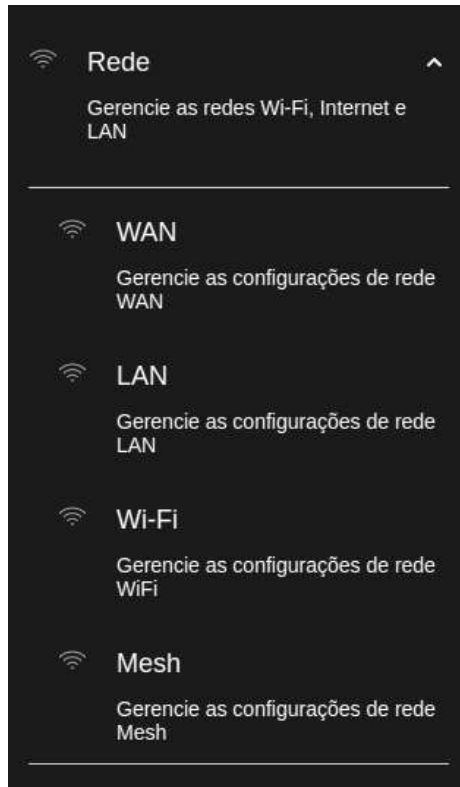 Rede
Gerencie as redes Wi-Fi, Internet e
LAN
WAN
Gerencie as configurações de rede
WAN
LAN
Gerencie as configurações de rede
LAN
Wi-Fi
Gerencie as configurações de rede
WiFi
Mesh
Gerencie as configurações de rede
Mesh